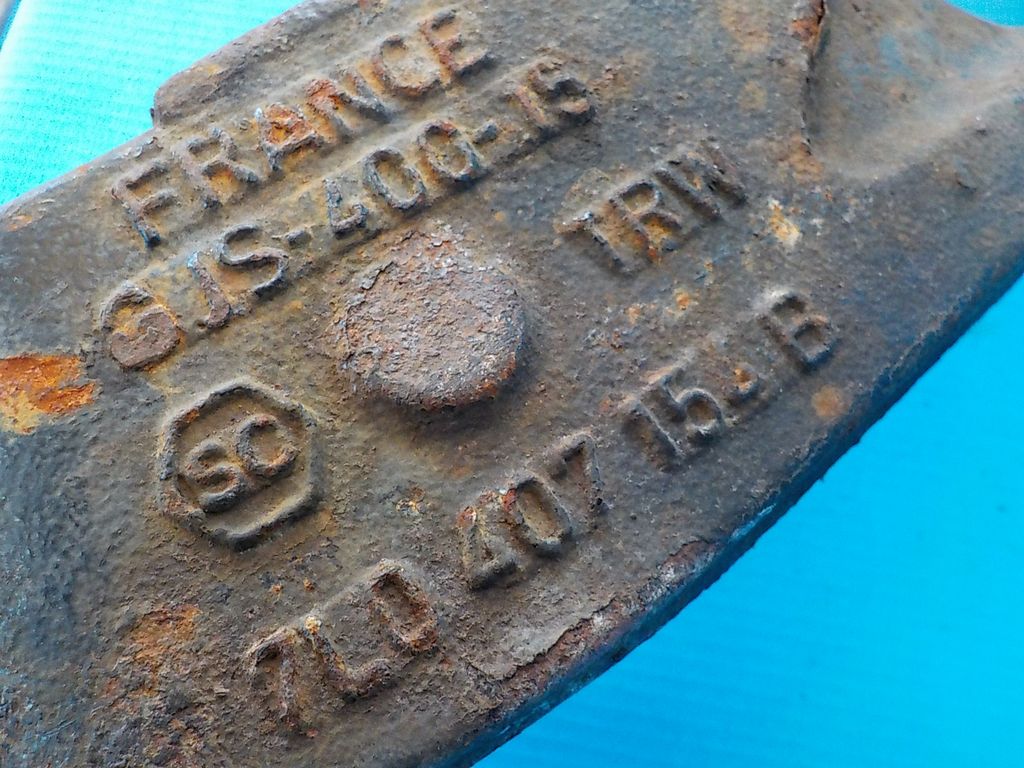 FRANCE
GJS-400-15
TRW
SC
7L0 407 15 . B